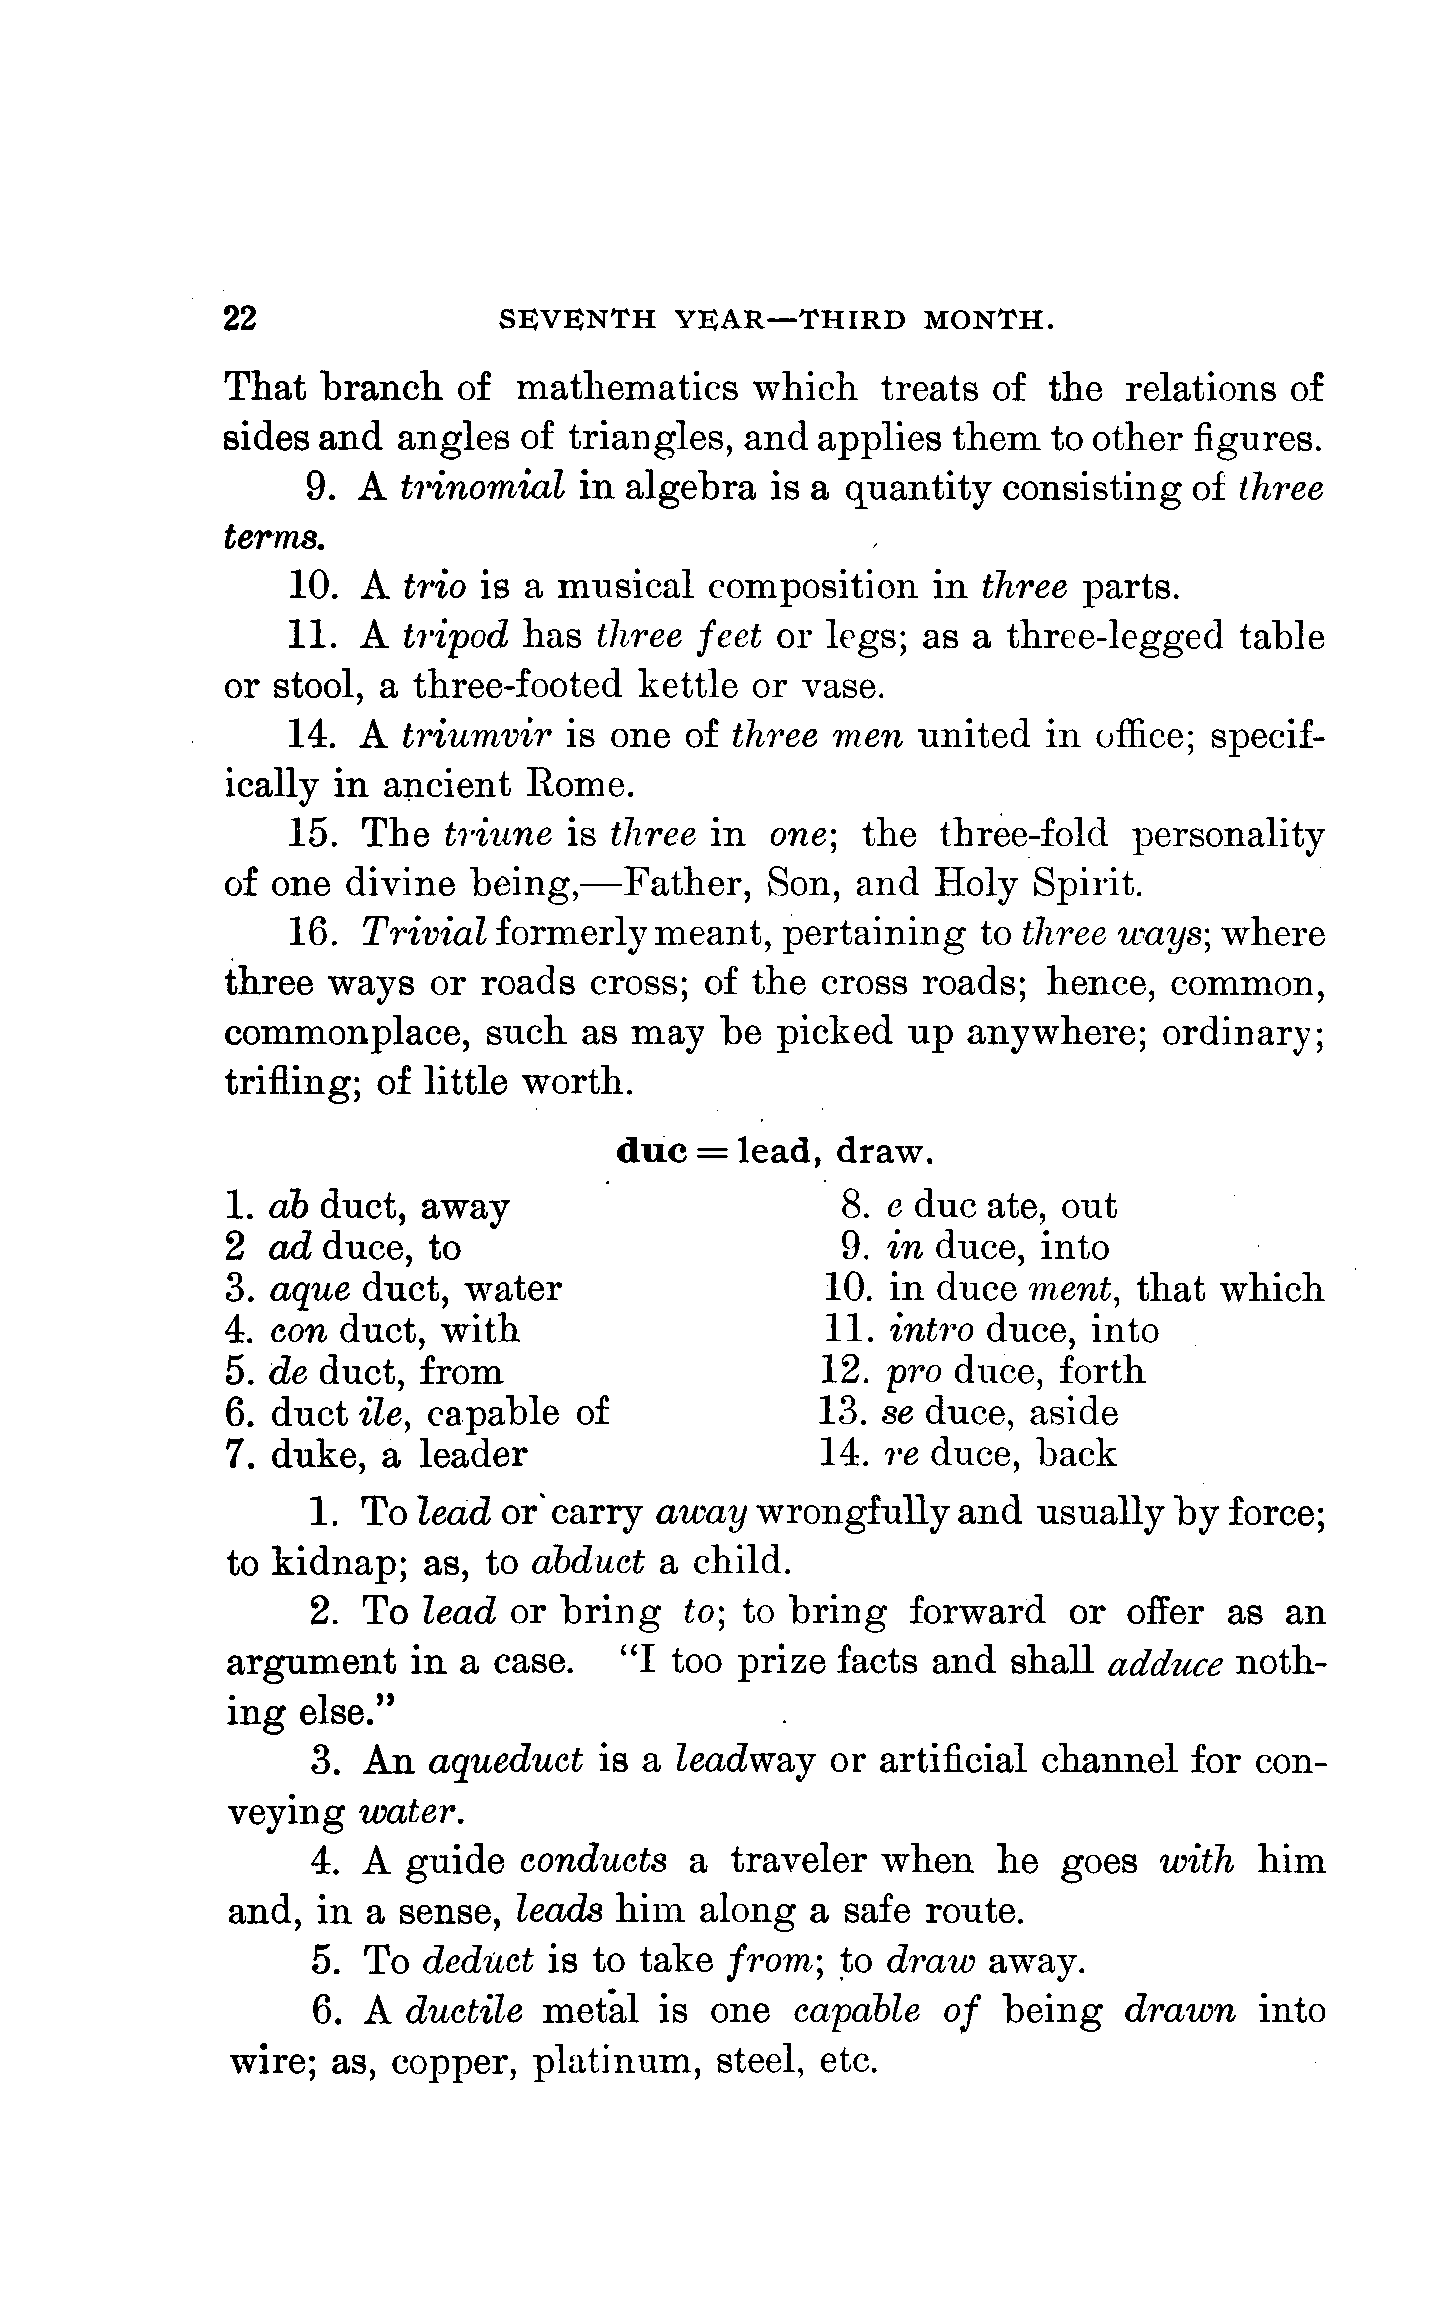 22 SEVENTH YEAR—THIRD MONTH.
That branch of mathematics which treats of the relations of
sides and angles of triangles, and applies them to other figures.
9. A trinomial in algebra is a quantity consisting of three
terms.
10. A trio is a musical composition in three parts.
11. A tripod has three feet or legs; as a three-legged table
or stool, a three-footed kettle or vase.
14. A triumvir is one of three men united in office; specif-
ically in ancient Rome.
15. The triune is three in one; the three-fold personality
of one divine being,—Father, Son, and Holy Spirit.
16. Trivial formerly meant, pertaining to three ways; where
three ways or roads cross; of the cross roads; hence, common,
commonplace, such as may be picked up anywhere; ordinary;
trifling; of little worth.
duc = lead, draw.
1. ab duct, away
2 ad duce, to
3. aque duct, water
4. con duct, with
5. de duct, from
6. duct ile, capable of
7. duke, a leader
8. e duc ate, out
9. in duce, into
10. in duce ment, that which
11. intro duce, into
12. pro duce, forth
13. se duce, aside
14. re duce, back
1. To lead or carry away wrongfully and usually by force;
to kidnap; as, to abduct a child.
2. To lead or bring to; to bring forward or offer as an
argument in a case. “I too prize facts and shall adduce noth-
ing else.”
3. An aqueduct is a leadway or artificial channel for con-
veying water.
4. A guide conducts a traveler when he goes with him
and, in a sense, leads him along a safe route.
5. To deduct is to take from; to draw away.
6. A ductile metal is one capable of being drawn into
wire; as, copper, platinum, steel, etc.